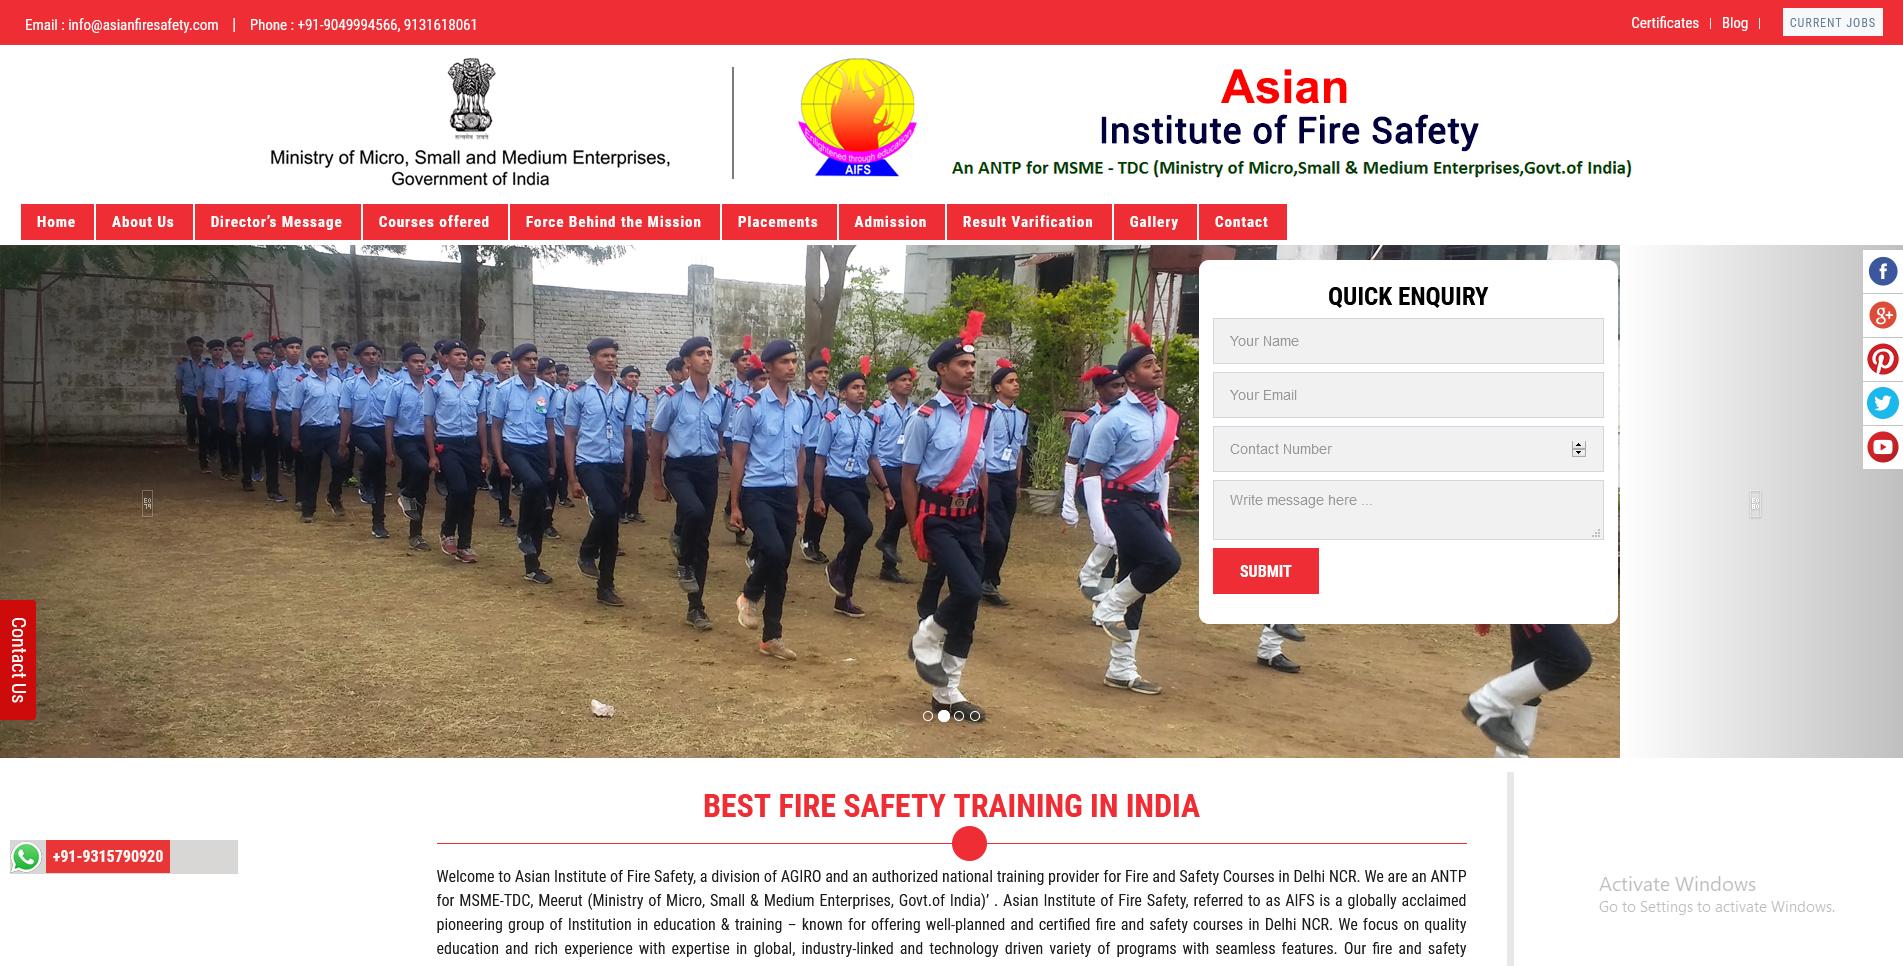 Email : info@asianfiresafety.com | Phone : +91-9049994566, 9131618061
Certificates | Blog |
CURRENT JOBS
सत्यमेव जयते
Ministry of Micro, Small and Medium Enterprises,
Government of India
Enlightened through education
AIFS
Asian
Institute of Fire Safety
An ANTP for MSME - TDC (Ministry of Micro,Small & Medium Enterprises,Govt.of India)
Home
About Us
Director's Message
Courses offered
Force Behind the Mission
Placements
Admission
Result Varification
Gallery
Contact
QUICK ENQUIRY
Your Name
Your Email
Contact Number
Write message here ...
SUBMIT
Contact Us
BEST FIRE SAFETY TRAINING IN INDIA
+91-9315790920
Welcome to Asian Institute of Fire Safety, a division of AGIRO and an authorized national training provider for Fire and Safety Courses in Delhi NCR. We are an ANTP
for MSME-TDC, Meerut (Ministry of Micro, Small & Medium Enterprises, Govt.of India)' . Asian Institute of Fire Safety, referred to as AIFS is a globally acclaimed
pioneering group of Institution in education & training – known for offering well-planned and certified fire and safety courses in Delhi NCR. We focus on quality
education and rich experience with expertise in global, industry-linked and technology driven variety of programs with seamless features. Our fire and safety
Activate Windows
Go to Settings to activate Windows.